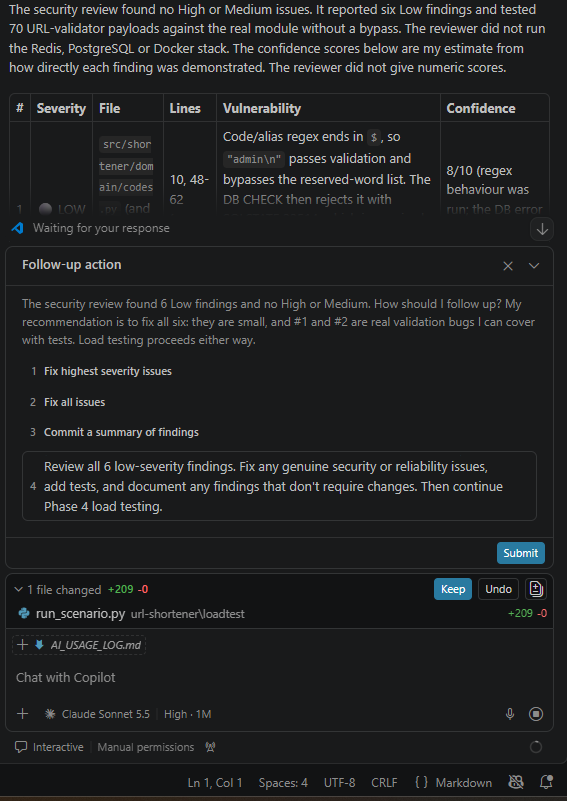 The security review found no High or Medium issues. It reported six Low findings and tested
70 URL-validator payloads against the real module without a bypass. The reviewer did not run
the Redis, PostgreSQL or Docker stack. The confidence scores below are my estimate from
how directly each finding was demonstrated. The reviewer did not give numeric scores.
# Severity File Lines Vulnerability Confidence
1 LOW
src/shor
tener/dom
ain/codes
.py (and
10, 48-
62
Code/alias regex ends in $, so
"admin\n" passes validation and
bypasses the reserved-word list. The
DB CHECK then rejects it with
8/10 (regex
behaviour was
run; the DB error
Waiting for your response
Follow-up action
The security review found 6 Low findings and no High or Medium. How should I follow up? My
recommendation is to fix all six: they are small, and #1 and #2 are real validation bugs I can cover
with tests. Load testing proceeds either way.
1 Fix highest severity issues
2 Fix all issues
3 Commit a summary of findings
4 Review all 6 low-severity findings. Fix any genuine security or reliability issues,
add tests, and document any findings that don't require changes. Then continue
Phase 4 load testing.
Submit
1 file changed +209 -0 Keep Undo
run_scenario.py url-shortener\loadtest +209 -0
AI_USAGE_LOG.md
Chat with Copilot
Claude Sonnet 5.5 High · 1M
Interactive Manual permissions
Ln 1, Col 1 Spaces: 4 UTF-8 CRLF { } Markdown